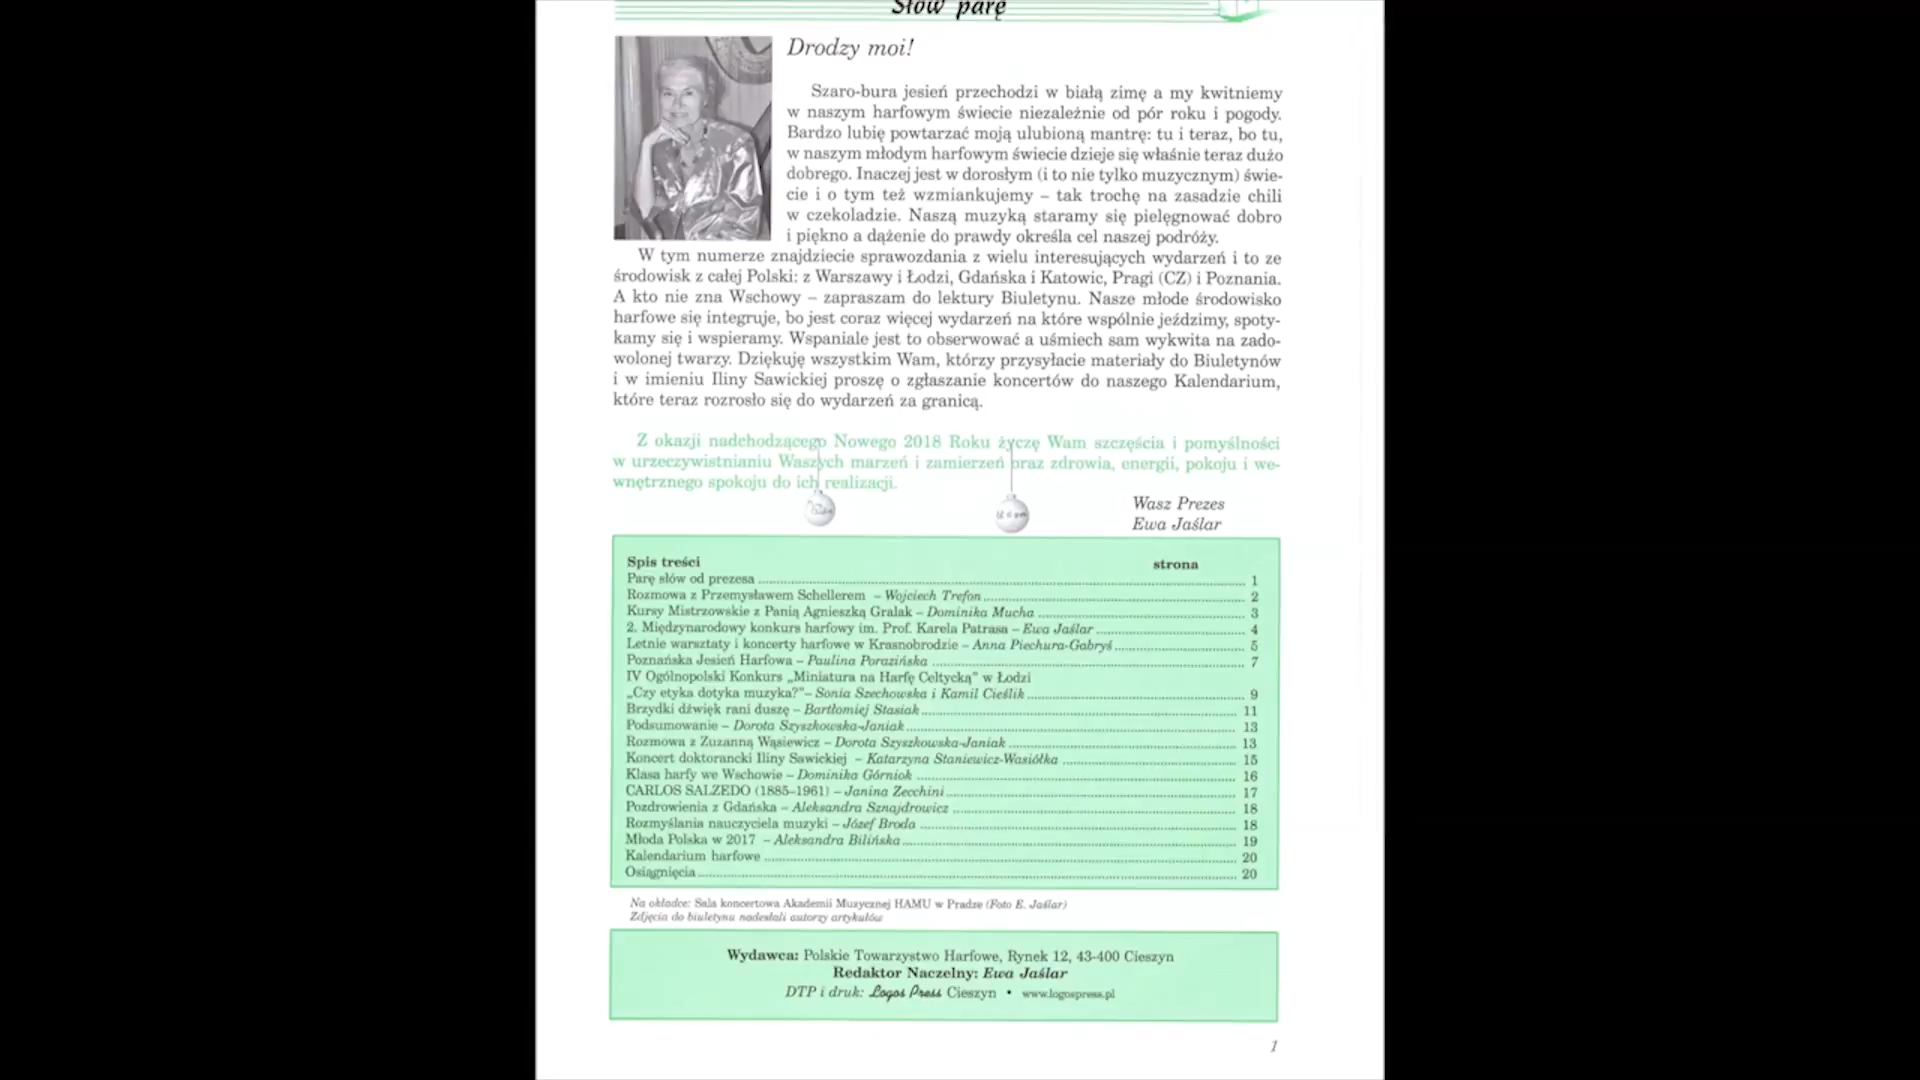 Słów parę
Drodzy moi!
Szaro-bura jesień przechodzi w białą zimę a my kwitniemy
w naszym harfowym świecie niezależnie od pór roku i pogody.
Bardzo lubię powtarzać moją ulubioną mantrę: tu i teraz, bo tu,
w naszym młodym harfowym świecie dzieje się właśnie teraz dużo
dobrego. Inaczej jest w dorosłym (i to nie tylko muzycznym) świe-
cie i o tym też wzmiankujemy – tak trochę na zasadzie chili
w czekoladzie. Naszą muzyką staramy się pielęgnować dobro
i piękno a dążenie do prawdy określa cel naszej podróży.
W tym numerze znajdziecie sprawozdania z wielu interesujących wydarzeń i to ze
środowisk z całej Polski: z Warszawy i Łodzi, Gdańska i Katowic, Pragi (CZ) i Poznania.
A kto nie zna Wschowy – zapraszam do lektury Biuletynu. Nasze młode środowisko
harfowe się integruje, bo jest coraz więcej wydarzeń na które wspólnie jeździmy, spoty-
kamy się i wspieramy. Wspaniale jest to obserwować a uśmiech sam wykwita na zado-
wolonej twarzy. Dziękuję wszystkim Wam, którzy przysyłacie materiały do Biuletynów
i w imieniu Iliny Sawickiej proszę o zgłaszanie koncertów do naszego Kalendarium,
które teraz rozrosło się do wydarzeń za granicą.
Z okazji nadchodzącego Nowego 2018 Roku życzę Wam szczęścia i pomyślności
w urzeczywistnianiu Waszych marzeń i zamierzeń oraz zdrowia, energii, pokoju i we-
wnętrznego spokoju do ich realizacji.
Wasz Prezes
Ewa Jaślar
Spis treści strona
Parę słów od prezesa 1
Rozmowa z Przemysławem Schellerem – Wojciech Trefon 2
Kursy Mistrzowskie z Panią Agnieszką Gralak – Dominika Mucha 3
2. Międzynarodowy konkurs harfowy im. Prof. Karela Patrasa – Ewa Jaślar 4
Letnie warsztaty i koncerty harfowe w Krasnobrodzie – Anna Piechura-Gabryś 5
Poznańska Jesień Harfowa – Paulina Porazińska 7
IV Ogólnopolski Konkurs „Miniatura na Harfę Celtycką” w Łodzi
„Czy etyka dotyka muzyka?”– Sonia Szechowska i Kamil Cieślik 9
Brzydki dźwięk rani duszę – Bartłomiej Stasiak 11
Podsumowanie – Dorota Szyszkowska-Janiak 13
Rozmowa z Zuzanną Wąsiewicz – Dorota Szyszkowska-Janiak 13
Koncert doktorancki Iliny Sawickiej – Katarzyna Staniewicz-Wasiółka 15
Klasa harfy we Wschowie – Dominika Górniok 16
CARLOS SALZEDO (1885–1961) – Janina Zecchini 17
Pozdrowienia z Gdańska – Aleksandra Sznajdrowicz 18
Rozmyślania nauczyciela muzyki – Józef Broda 18
Młoda Polska w 2017 – Aleksandra Bilińska 19
Kalendarium harfowe 20
Osiągnięcia 20
Na okładce: Sala koncertowa Akademii Muzycznej HAMU w Pradze (Foto E. Jaślar)
Zdjęcia do biuletynu nadesłali autorzy artykułów
Wydawca: Polskie Towarzystwo Harfowe, Rynek 12, 43-400 Cieszyn
Redaktor Naczelny: Ewa Jaślar
DTP i druk: Logos Press Cieszyn • www.logospress.pl
1